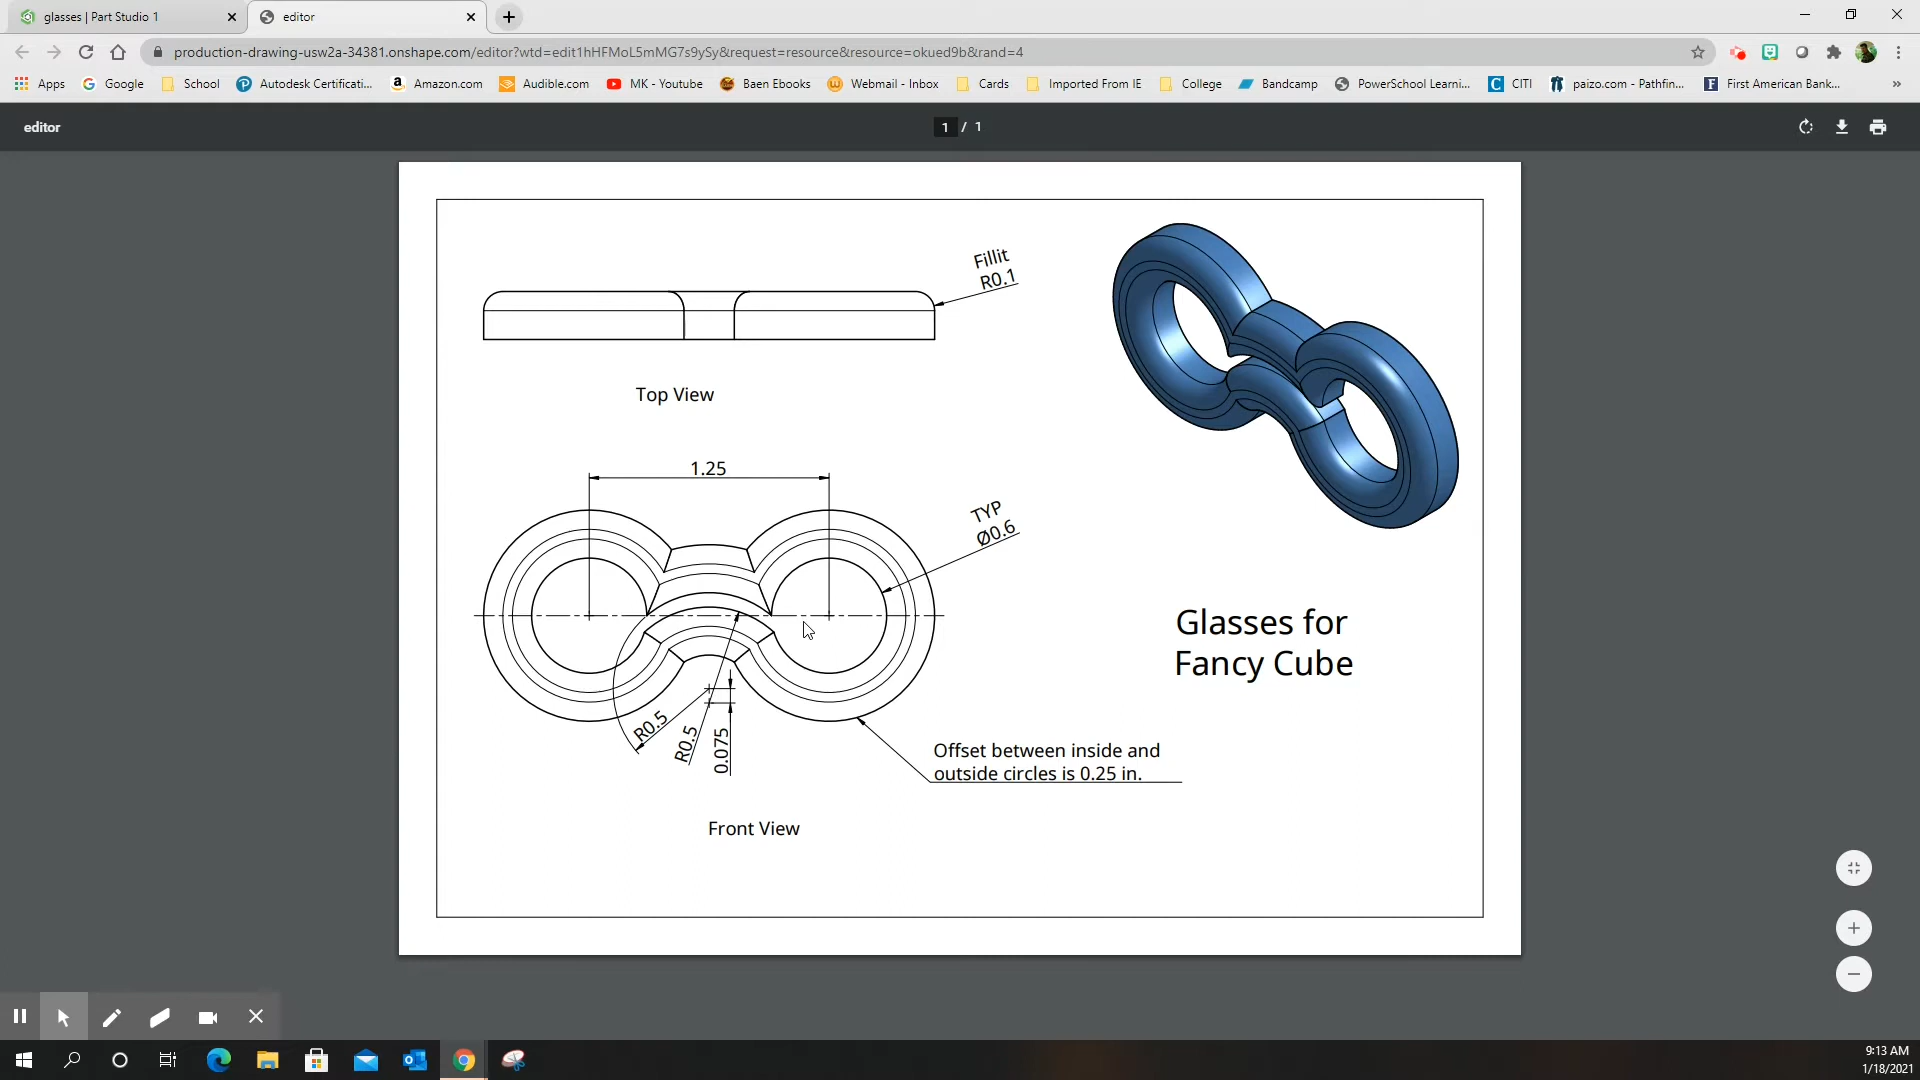 glasses | Part Studio 1
editor
production-drawing-usw2a-34381.onshape.com/editor?wtd=edit1hHFMoL5mMG7s9ySy&request=resource&resource=okued9b&rand=4
Apps
Google
School
Autodesk Certificati...
Amazon.com
Audible.com
MK - Youtube
Baen Ebooks
Webmail - Inbox
Cards
Imported From IE
College
Bandcamp
PowerSchool Learni...
CITI
paizo.com - Pathfin...
First American Bank...
»
editor
1 / 1
Fillit
R0.1
Top View
1.25
TYP
Ø0.6
Glasses for
Fancy Cube
R0.5
R0.5
0.075
Offset between inside and
outside circles is 0.25 in.
Front View
9:13 AM
1/18/2021